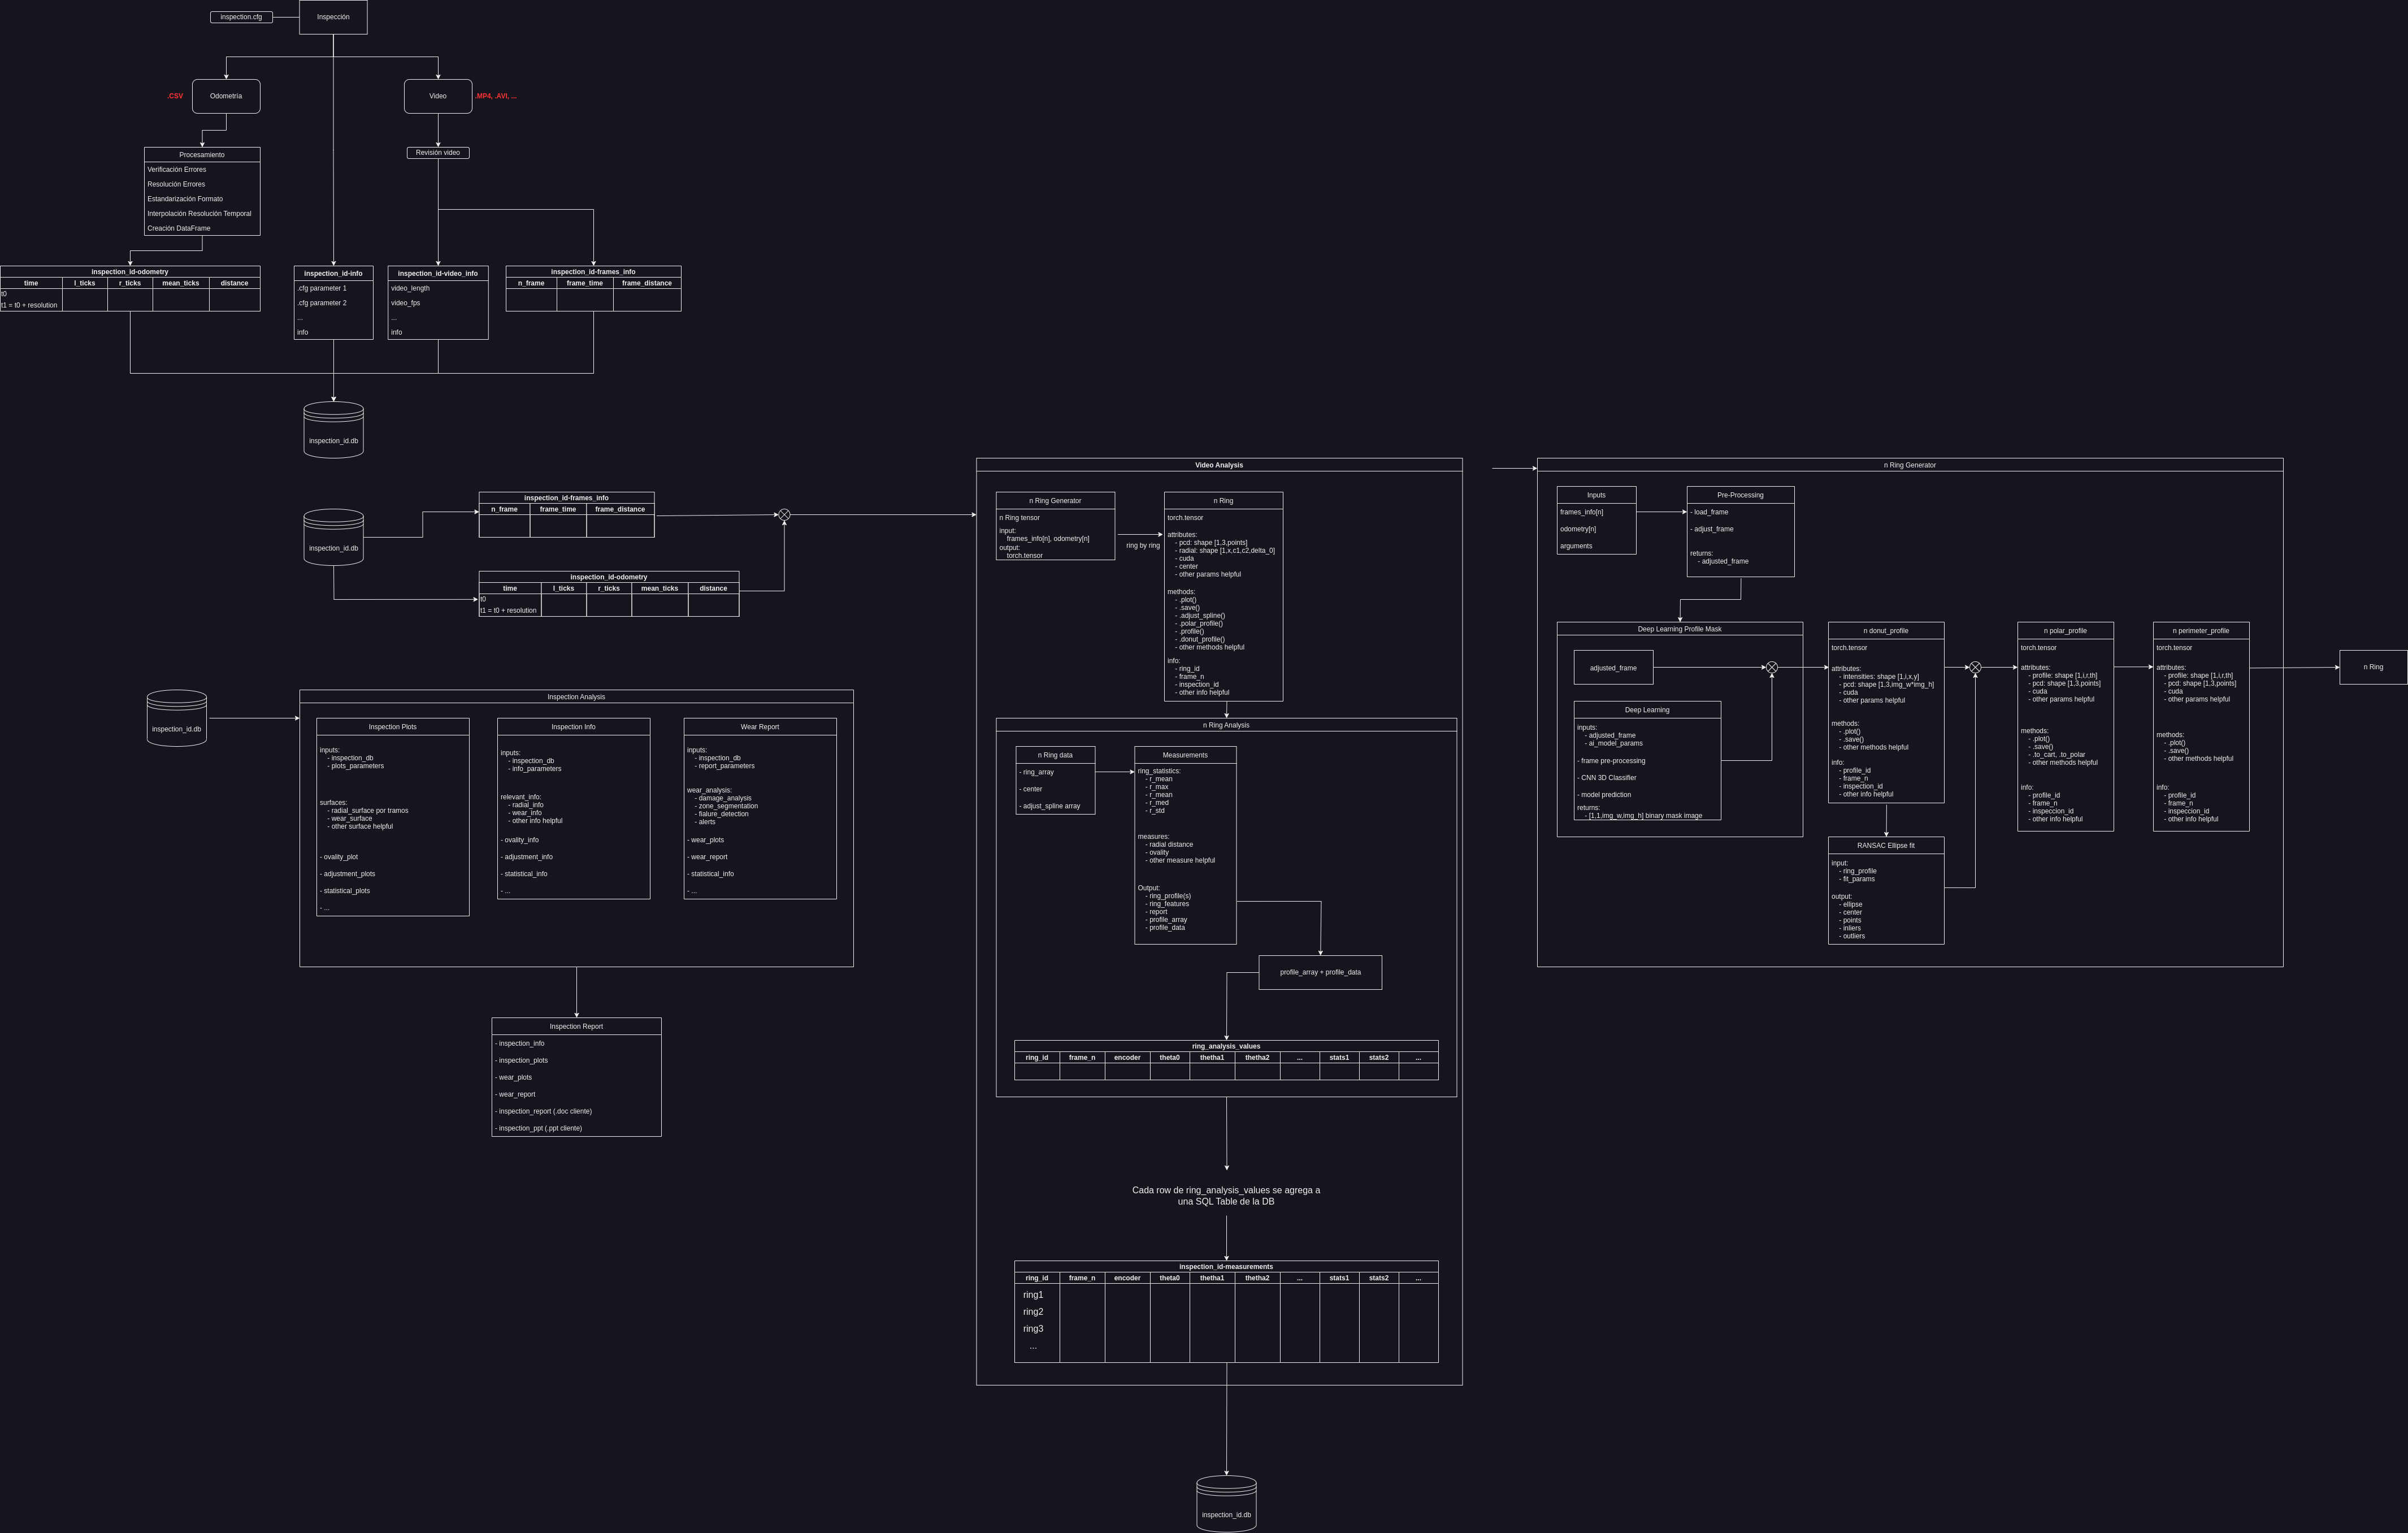 inspection.cfg
Inspección
.CSV
Odometría
Video
.MP4, .AVI, ...
Procesamiento
Verificación Errores
Resolución Errores
Estandarización Formato
Interpolación Resolución Temporal
Creación DataFrame
Revisión video
inspection_id-odometry
time l_ticks r_ticks mean_ticks distance
t0
t1 = t0 + resolution
inspection_id-info
.cfg parameter 1
.cfg parameter 2
...
info
inspection_id-video_info
video_length
video_fps
...
info
inspection_id-frames_info
n_frame frame_time frame_distance
inspection_id.db
inspection_id.db
inspection_id-frames_info
n_frame frame_time frame_distance
inspection_id-odometry
time l_ticks r_ticks mean_ticks distance
t0
t1 = t0 + resolution
Video Analysis
n Ring Generator
n Ring tensor
input:
frames_info[n], odometry[n]
output:
torch.tensor
ring by ring
n Ring
torch.tensor
attributes:
- pcd: shape [1,3,points]
- radial: shape [1,x,c1,c2,delta_0]
- cuda
- center
- other params helpful
methods:
- .plot()
- .save()
- .adjust_spline()
- .polar_profile()
- .profile()
- .donut_profile()
- other methods helpful
info:
- ring_id
- frame_n
- inspection_id
- other info helpful
n Ring Analysis
n Ring data
- ring_array
- center
- adjust_spline array
Measurements
ring_statistics:
- r_mean
- r_max
- r_mean
- r_med
- r_std
measures:
- radial distance
- ovality
- other measure helpful
Output:
- ring_profile(s)
- ring_features
- report
- profile_array
- profile_data
profile_array + profile_data
ring_analysis_values
ring_id frame_n encoder theta0 thetha1 thetha2 ... stats1 stats2 ...
Cada row de ring_analysis_values se agrega a
una SQL Table de la DB
inspection_id-measurements
ring_id frame_n encoder theta0 thetha1 thetha2 ... stats1 stats2 ...
ring1
ring2
ring3
...
inspection_id.db
n Ring Generator
Inputs
frames_info[n]
odometry[n]
arguments
Pre-Processing
- load_frame
- adjust_frame
returns:
- adjusted_frame
Deep Learning Profile Mask
adjusted_frame
Deep Learning
inputs:
- adjusted_frame
- ai_model_params
- frame pre-processing
- CNN 3D Classifier
- model prediction
returns:
- [1,1,img_w,img_h] binary mask image
n donut_profile
torch.tensor
attributes:
- intensities: shape [1,i,x,y]
- pcd: shape [1,3,img_w*img_h]
- cuda
- other params helpful
methods:
- .plot()
- .save()
- other methods helpful
info:
- profile_id
- frame_n
- inspection_id
- other info helpful
RANSAC Ellipse fit
input:
- ring_profile
- fit_params
output:
- ellipse
- center
- points
- inliers
- outliers
n polar_profile
torch.tensor
attributes:
- profile: shape [1,i,r,th]
- pcd: shape [1,3,points]
- cuda
- other params helpful
methods:
- .plot()
- .save()
- .to_cart, .to_polar
- other methods helpful
info:
- profile_id
- frame_n
- inspeccion_id
- other info helpful
n perimeter_profile
torch.tensor
attributes:
- profile: shape [1,i,r,th]
- pcd: shape [1,3,points]
- cuda
- other params helpful
methods:
- .plot()
- .save()
- other methods helpful
info:
- profile_id
- frame_n
- inspeccion_id
- other info helpful
n Ring
inspection_id.db
Inspection Analysis
Inspection Plots
inputs:
- inspection_db
- plots_parameters
surfaces:
- radial_surface por tramos
- wear_surface
- other surface helpful
- ovality_plot
- adjustment_plots
- statistical_plots
- ...
Inspection Info
inputs:
- inspection_db
- info_parameters
relevant_info:
- radial_info
- wear_info
- other info helpful
- ovality_info
- adjustment_info
- statistical_info
- ...
Wear Report
inputs:
- inspection_db
- report_parameters
wear_analysis:
- damage_analysis
- zone_segmentation
- fialure_detection
- alerts
- wear_plots
- wear_report
- statistical_info
- ...
Inspection Report
- inspection_info
- inspection_plots
- wear_plots
- wear_report
- inspection_report (.doc cliente)
- inspection_ppt (.ppt cliente)